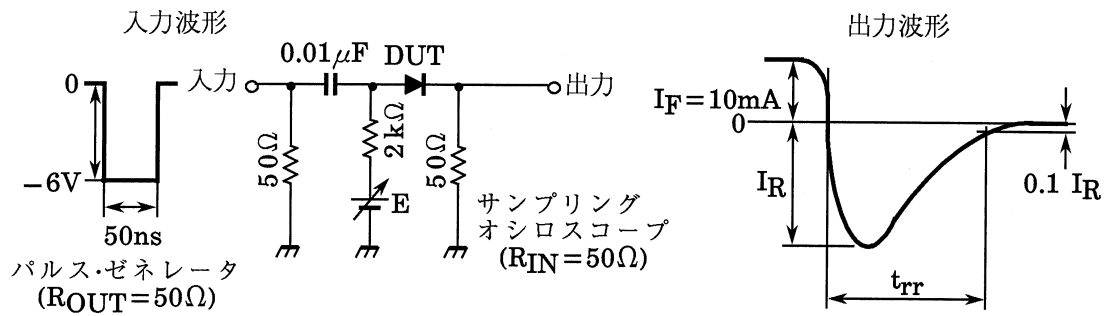 入力波形
0
-6V
50ns
パルス・ゼネレータ
(ROUT=50Ω)
入力
0.01μF
DUT
出力
50Ω
2kΩ
E
50Ω
サンプリング
オシロスコープ
(RIN=50Ω)
出力波形
IF=10mA
0
IR
0.1 IR
trr